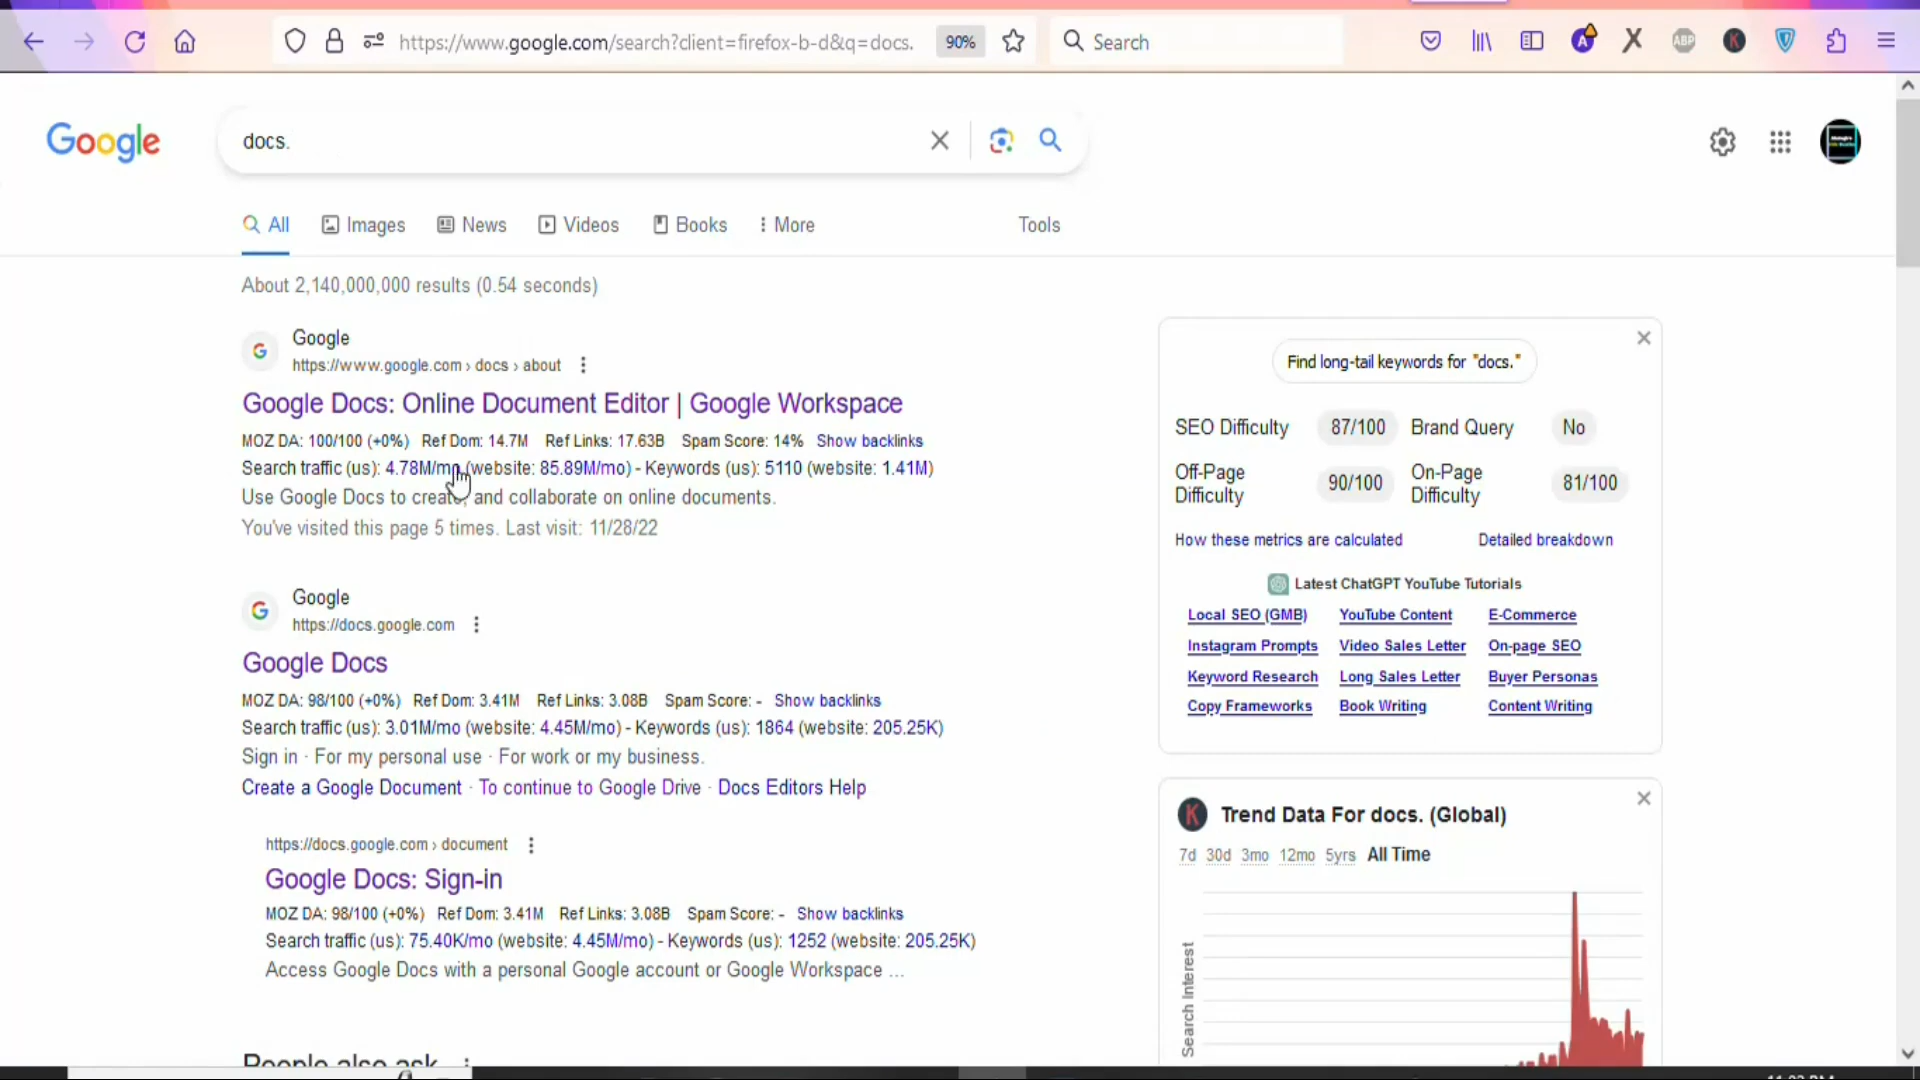 https://www.google.com/search?client=firefox-b-d&q=docs.
90%
Search
A
ABP
K
Google
docs.
All
Images
News
Videos
Books
More
Tools
About 2,140,000,000 results (0.54 seconds)
Google
https://www.google.com › docs › about
Google Docs: Online Document Editor | Google Workspace
MOZ DA: 100/100 (+0%) Ref Dom: 14.7M Ref Links: 17.63B Spam Score: 14% Show backlinks
Search traffic (us): 4.78M/mo (website: 85.89M/mo) - Keywords (us): 5110 (website: 1.41M)
Use Google Docs to create, and collaborate on online documents.
You've visited this page 5 times. Last visit: 11/28/22
Google
https://docs.google.com
Google Docs
MOZ DA: 98/100 (+0%) Ref Dom: 3.41M Ref Links: 3.08B Spam Score: - Show backlinks
Search traffic (us): 3.01M/mo (website: 4.45M/mo) - Keywords (us): 1864 (website: 205.25K)
Sign in · For my personal use · For work or my business.
Create a Google Document · To continue to Google Drive · Docs Editors Help
https://docs.google.com › document
Google Docs: Sign-in
MOZ DA: 98/100 (+0%) Ref Dom: 3.41M Ref Links: 3.08B Spam Score: - Show backlinks
Search traffic (us): 75.40K/mo (website: 4.45M/mo) - Keywords (us): 1252 (website: 205.25K)
Access Google Docs with a personal Google account or Google Workspace ...
People also ask
Find long-tail keywords for "docs."
SEO Difficulty 87/100 Brand Query No
Off-Page Difficulty 90/100 On-Page Difficulty 81/100
How these metrics are calculated Detailed breakdown
Latest ChatGPT YouTube Tutorials
Local SEO (GMB) YouTube Content E-Commerce
Instagram Prompts Video Sales Letter On-page SEO
Keyword Research Long Sales Letter Buyer Personas
Copy Frameworks Book Writing Content Writing
K
Trend Data For docs. (Global)
7d 30d 3mo 12mo 5yrs All Time
Search Interest